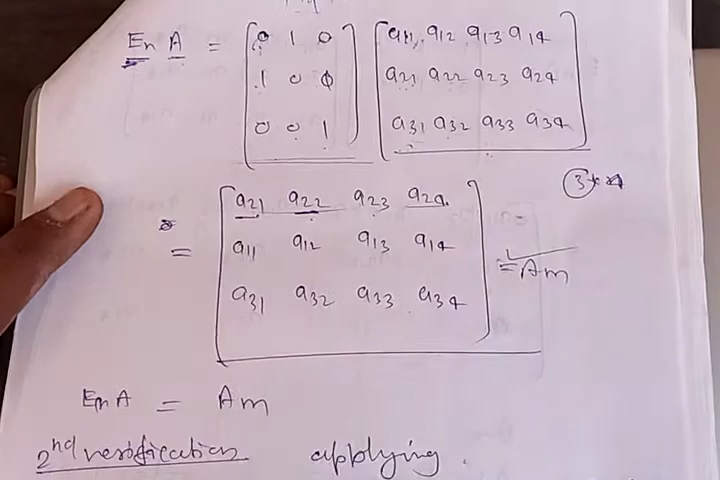 En A = [ 0 1 0 [ a11, a12 a13 a14
1 0 0 a21 a22 a23 a24
0 0 1 ] a31 a32 a33 a34 ]
3*4
= [ a21 a22 a23 a24
a11 a12 a13 a14
a31 a32 a33 a34 ] = Am
Em A = Am
2nd verification applying.